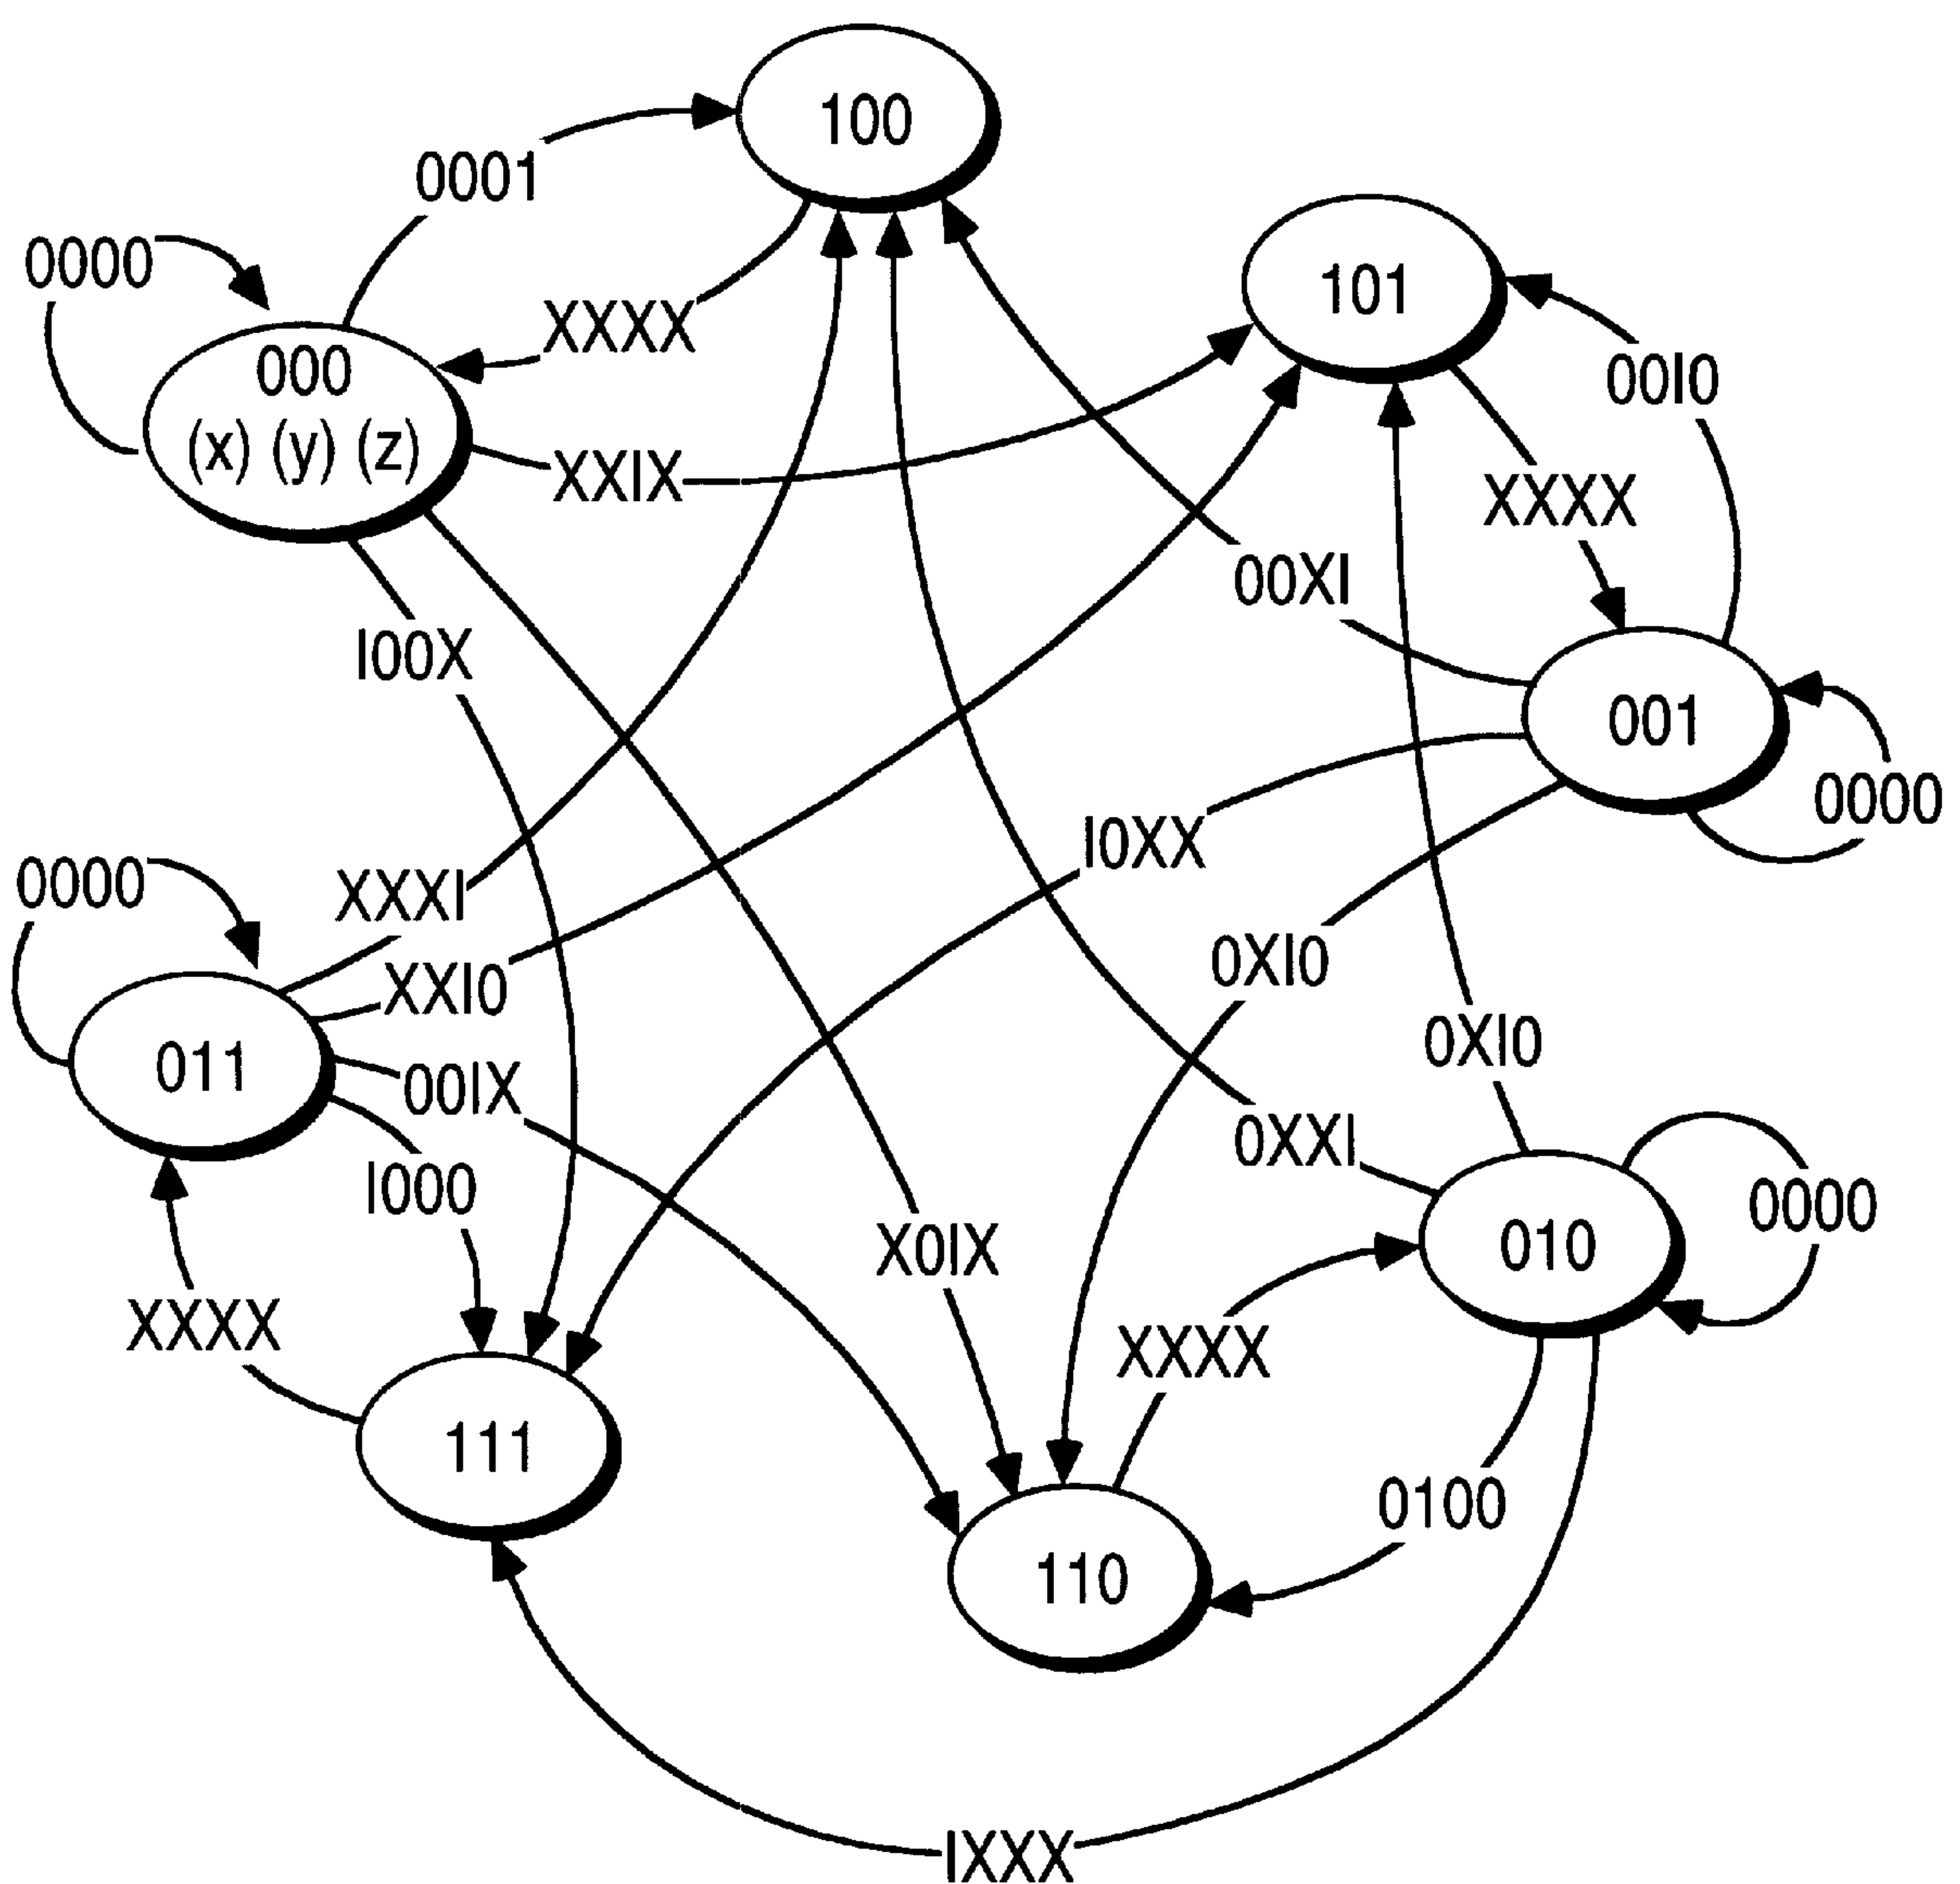 100
0001
101
0000
XXXX
000
(x) (y) (z)
00I0
XXIX
XXXX
00XI
I00X
001
0000
I0XX
0000
XXXI
0XI0
XXI0
0XI0
011
00IX
0XXI
I000
0000
X0IX
010
XXXX
XXXX
111
0100
110
IXXX